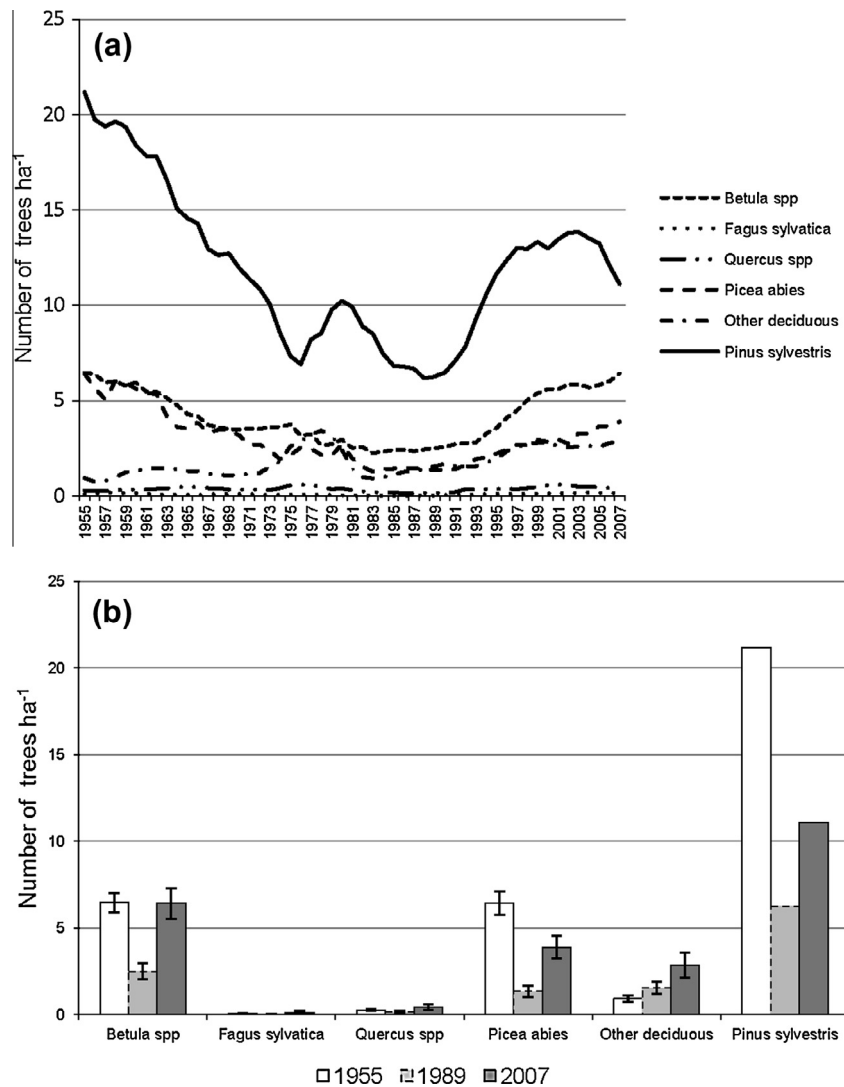 (a)
25
20
15
10
5
0
Number of trees ha-1
1955 1957 1959 1961 1963 1965 1967 1969 1971 1973 1975 1977 1979 1981 1983 1985 1987 1989 1991 1993 1995 1997 1999 2001 2003 2005 2007
Betula spp
Fagus sylvatica
Quercus spp
Picea abies
Other deciduous
Pinus sylvestris
(b)
25
20
15
10
5
0
Number of trees ha-1
Betula spp Fagus sylvatica Quercus spp Picea abies Other deciduous Pinus sylvestris
1955 1989 2007